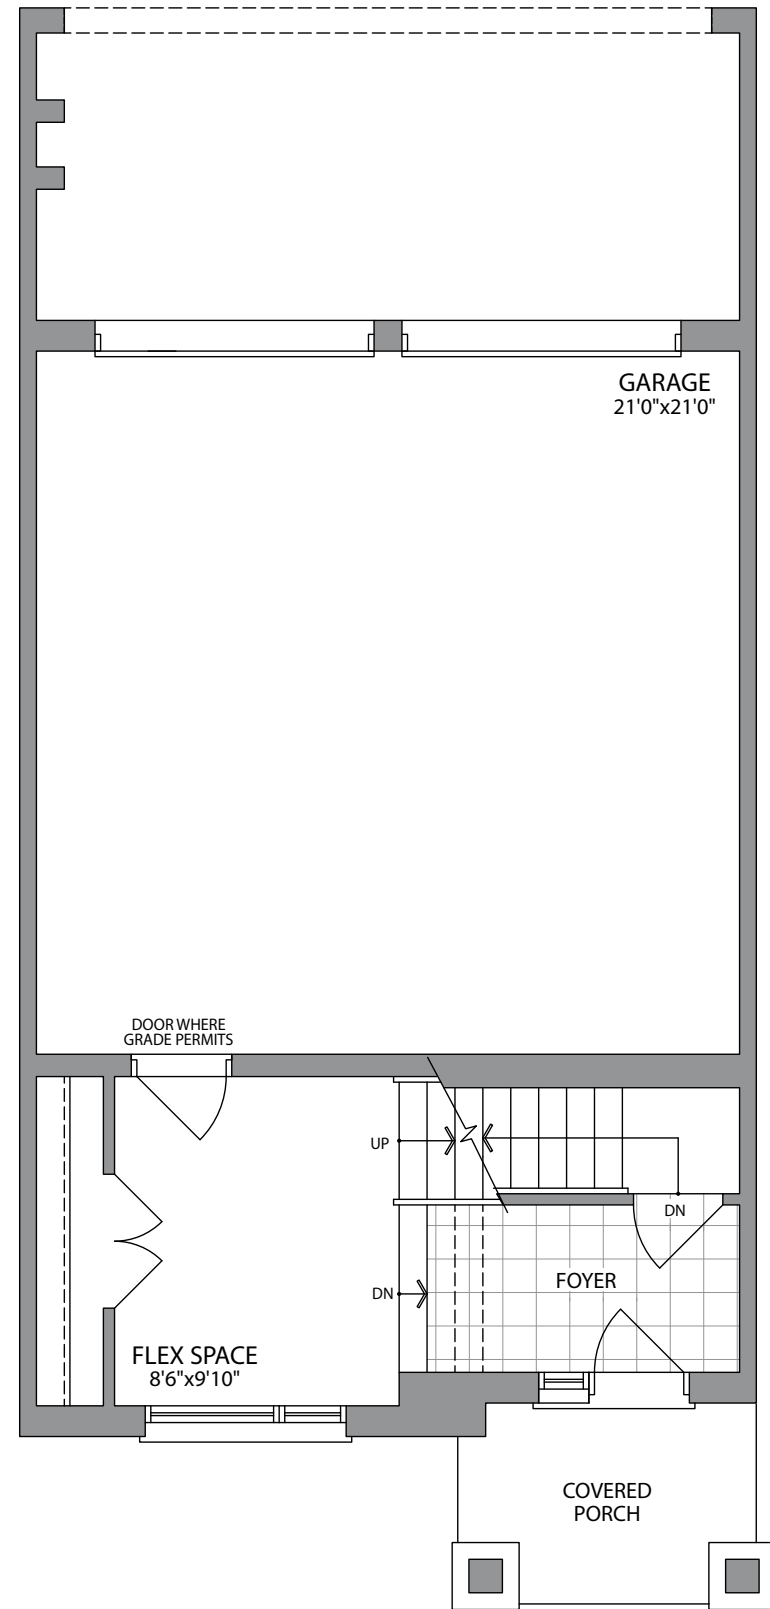 GARAGE
21'0"x21'0"
DOOR WHERE
GRADE PERMITS
UP
DN
DN
FOYER
FLEX SPACE
8'6"x9'10"
COVERED
PORCH